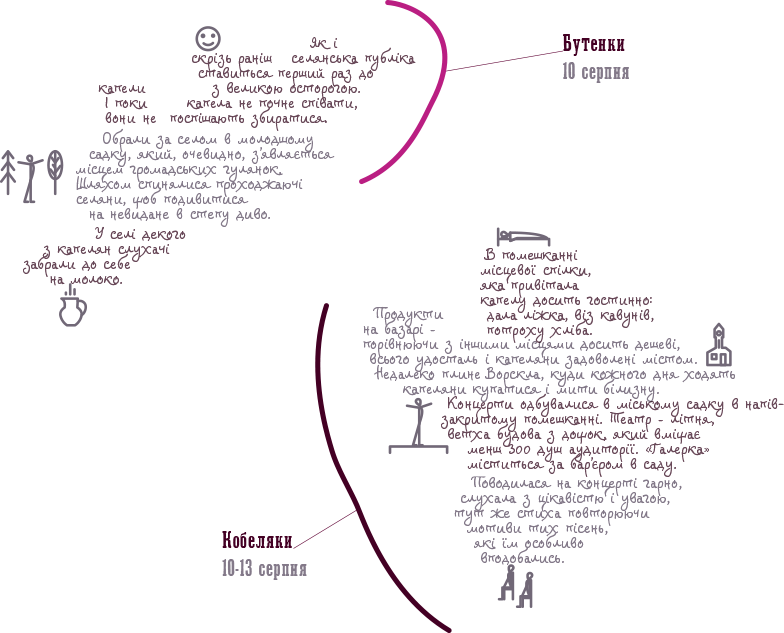 Як і
скрізь раніш селянська публіка
ставиться перший раз до
капели з великою осторогою.
І поки капела не почне співати,
вони не поспішають збиратися.
Обрали за селом в молодшому
садку, який, очевидно, з'являється
місцем громадських гулянок.
Шляхом спинялися проходжаючі
селяни, щоб подивитися
на невидане в степу диво.
У селі декого
з капелян слухачі
забрали до себе
на молоко.
Бутенки
10 серпня
В помешканні
місцевої спілки,
яка привітала
капелу досить гостинно:
дала ліжка, віз кавунів,
потроху хліба.
Продукти
на базарі -
порівнюючи з іншими місцями досить дешеві,
всього удосталь і капеляни задоволені містом.
Недалеко плине Ворскла, куди кожного дня ходять
капеляни купатися і мити білизну.
Концерти одбувалися в міському садку в напів-
закритому помешканні. Театр - літня,
ветха будова з дощок, який вміщає
менш 300 душ аудиторії. «Галерка»
міститься за бар'єром в саду.
Поводилася на концерті гарно,
слухала з цікавістю і увагою,
тут же стиха повторюючи
мотиви тих пісень,
які їм особливо
вподобались.
Кобеляки
10-13 серпня